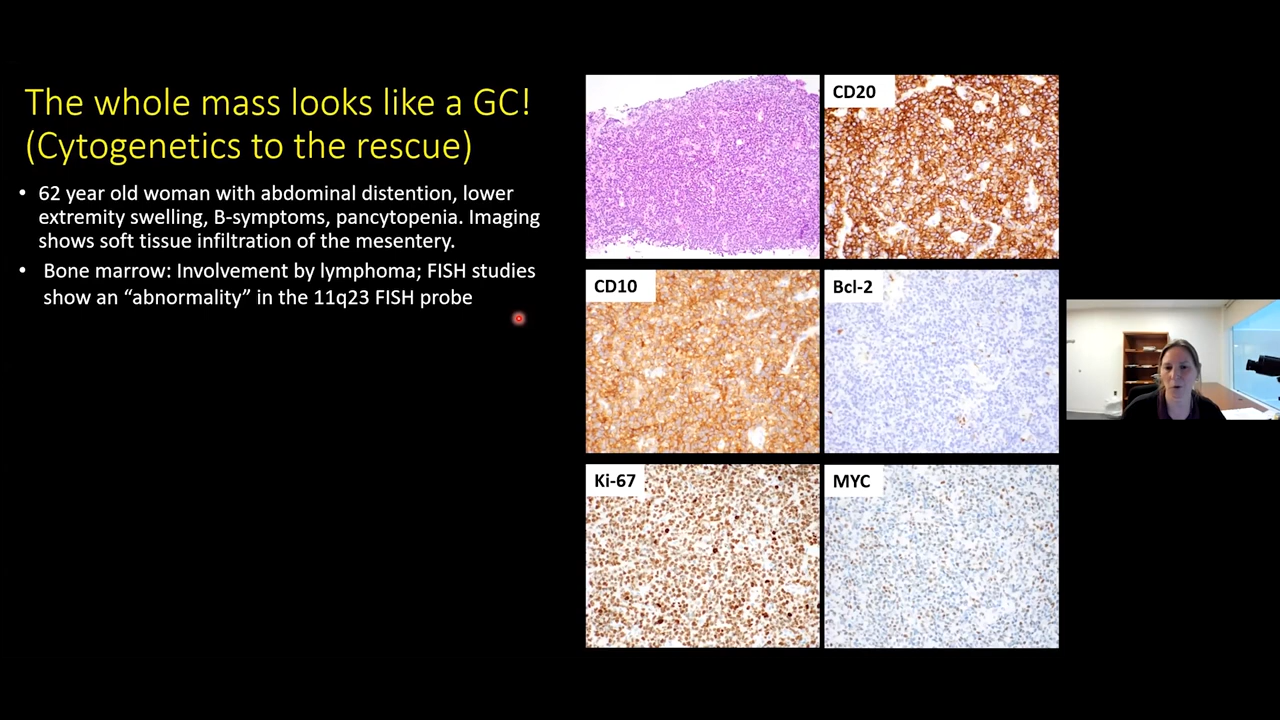 The whole mass looks like a GC!
(Cytogenetics to the rescue)
• 62 year old woman with abdominal distention, lower
extremity swelling, B-symptoms, pancytopenia. Imaging
shows soft tissue infiltration of the mesentery.
• Bone marrow: Involvement by lymphoma; FISH studies
show an “abnormality” in the 11q23 FISH probe
CD20
CD10
Bcl-2
Ki-67
MYC